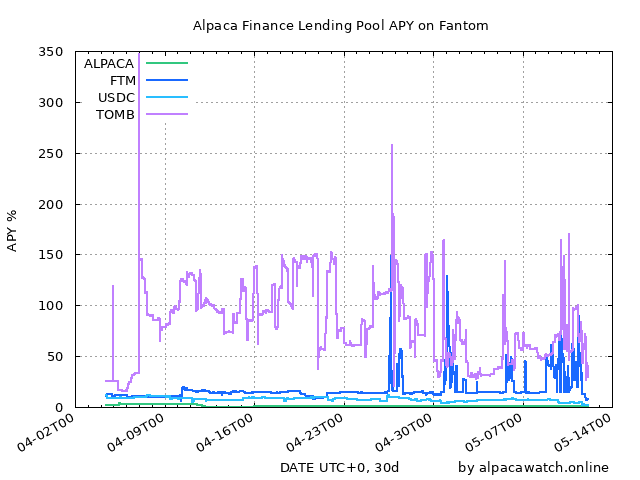 Alpaca Finance Lending Pool APY on Fantom
350
300
250
200
150
100
50
0
APY %
ALPACA
FTM
USDC
TOMB
04-02T00
04-09T00
04-16T00
04-23T00
04-30T00
05-07T00
05-14T00
DATE UTC+0, 30d
by alpacawatch.online